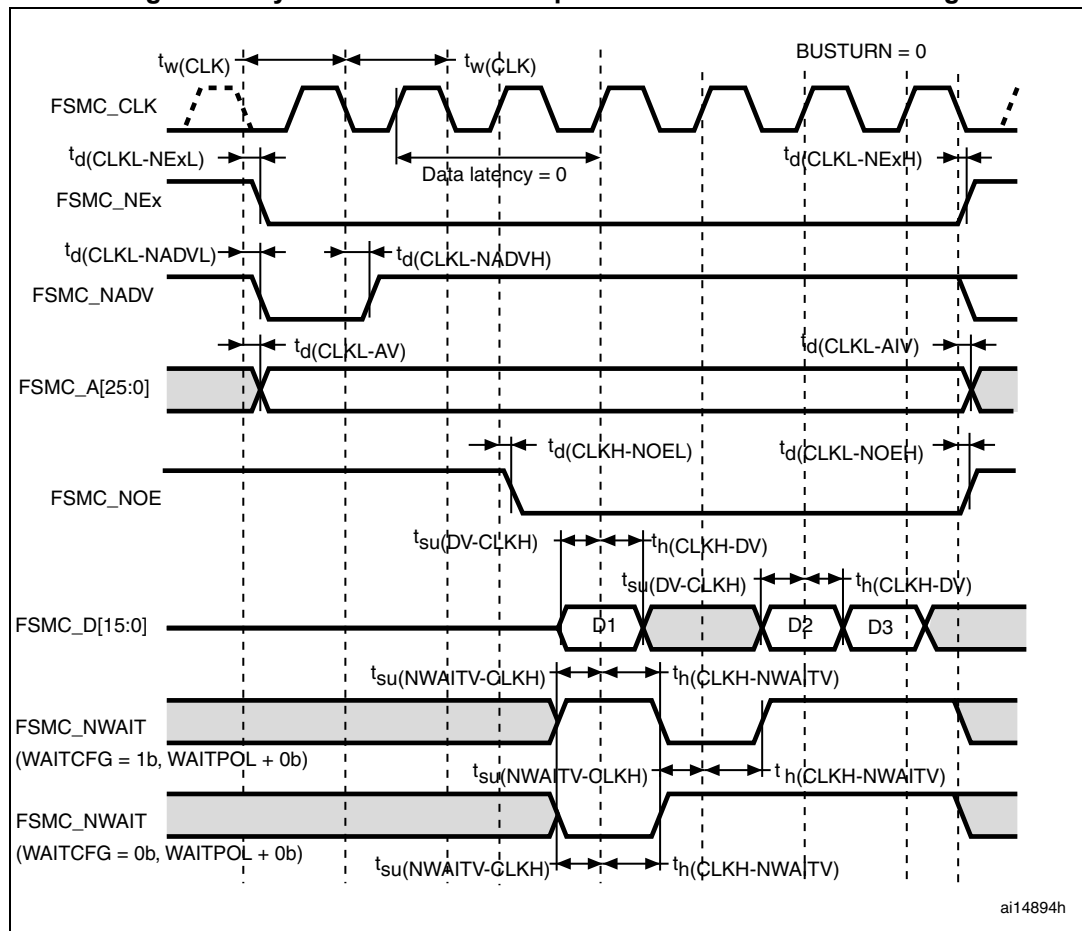 tw(CLK) tw(CLK) BUSTURN = 0
FSMC_CLK
td(CLKL-NExL) Data latency = 0 td(CLKL-NExH)
FSMC_NEx
td(CLKL-NADVL) td(CLKL-NADVH)
FSMC_NADV
td(CLKL-AV) td(CLKL-AIV)
FSMC_A[25:0]
td(CLKH-NOEL) td(CLKL-NOEH)
FSMC_NOE
tsu(DV-CLKH) th(CLKH-DV)
tsu(DV-CLKH) th(CLKH-DV)
FSMC_D[15:0] D1 D2 D3
tsu(NWAITV-CLKH) th(CLKH-NWAITV)
FSMC_NWAIT
(WAITCFG = 1b, WAITPOL + 0b)
tsu(NWAITV-CLKH) th(CLKH-NWAITV)
FSMC_NWAIT
(WAITCFG = 0b, WAITPOL + 0b)
tsu(NWAITV-CLKH) th(CLKH-NWAITV)
ai14894h